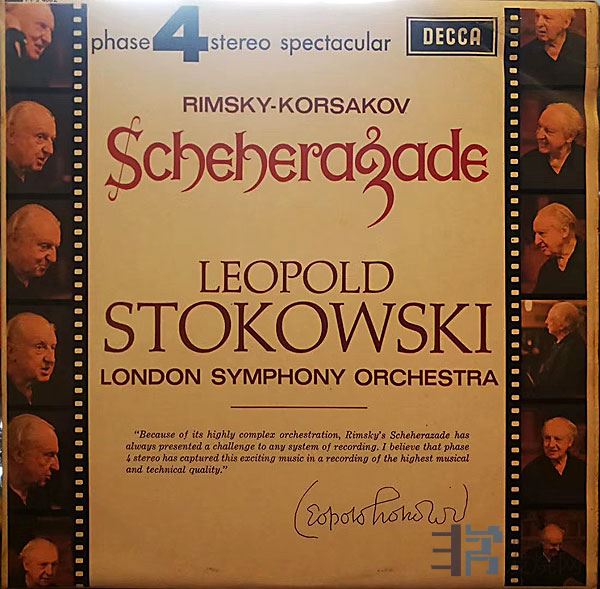 phase 4 stereo spectacular
DECCA
RIMSKY-KORSAKOV
Scheherazade
LEOPOLD
STOKOWSKI
LONDON SYMPHONY ORCHESTRA
"Because of its highly complex orchestration, Rimsky's Scheherazade has
always presented a challenge to any system of recording. I believe that phase
4 stereo has captured this exciting music in a recording of the highest musical
and technical quality."
Leopold Stokowski